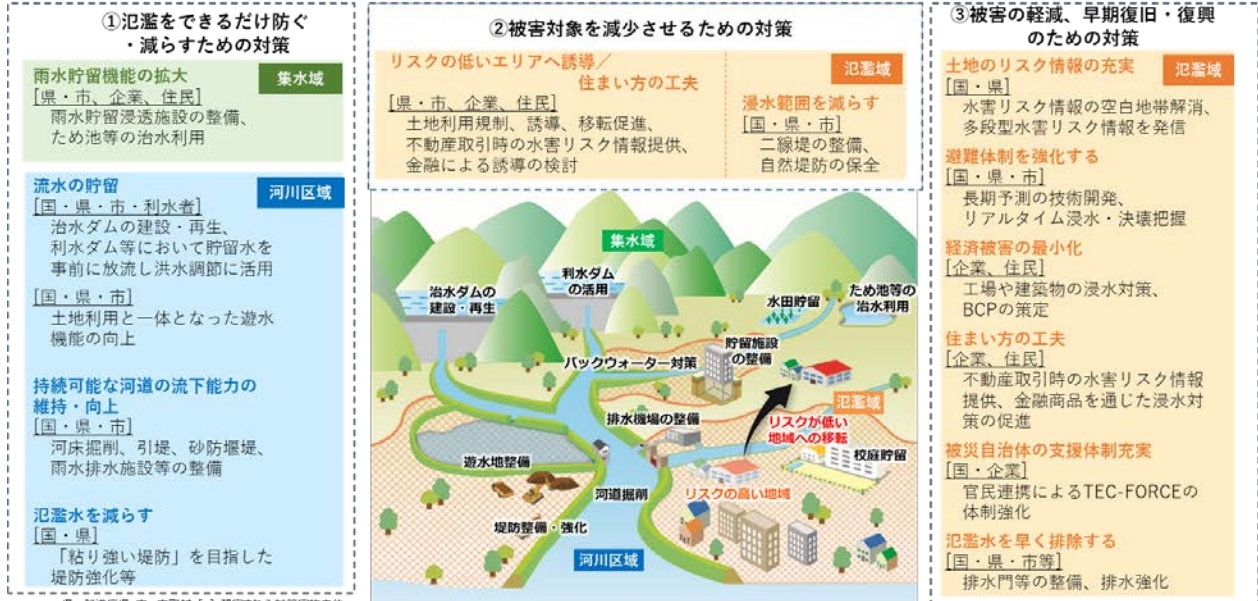 ①氾濫をできるだけ防ぐ
・減らすための対策
雨水貯留機能の拡大
集水域
[県・市、企業、住民]
雨水貯留浸透施設の整備、
ため池等の治水利用
流水の貯留
河川区域
[国・県・市・利水者]
治水ダムの建設・再生、
利水ダム等において貯留水を
事前に放流し洪水調節に活用
[国・県・市]
土地利用と一体となった遊水
機能の向上
持続可能な河道の流下能力の
維持・向上
[国・県・市]
河床掘削、引堤、砂防堰堤、
雨水排水施設等の整備
氾濫水を減らす
[国・県]
「粘り強い堤防」を目指した
堤防強化等
②被害対象を減少させるための対策
リスクの低いエリアへ誘導／
住まい方の工夫
氾濫域
[県・市、企業、住民]
土地利用規制、誘導、移転促進、
不動産取引時の水害リスク情報提供、
金融による誘導の検討
浸水範囲を減らす
[国・県・市]
二線堤の整備、
自然堤防の保全
集水域
利水ダム
の活用
治水ダムの
建設・再生
水田貯留
ため池等の
治水利用
貯留施設
の整備
バックウォーター対策
氾濫域
排水機場の整備
リスクが低い
地域への移転
遊水地整備
校庭貯留
河道掘削
リスクの高い地域
堤防整備・強化
河川区域
③被害の軽減、早期復旧・復興
のための対策
土地のリスク情報の充実
氾濫域
[国・県]
水害リスク情報の空白地帯解消、
多段型水害リスク情報を発信
避難体制を強化する
[国・県・市]
長期予測の技術開発、
リアルタイム浸水・決壊把握
経済被害の最小化
[企業、住民]
工場や建築物の浸水対策、
BCPの策定
住まい方の工夫
[企業、住民]
不動産取引時の水害リスク情報
提供、金融商品を通じた浸水対
策の促進
被災自治体の支援体制充実
[国・企業]
官民連携によるTEC-FORCEの
体制強化
氾濫水を早く排除する
[国・県・市等]
排水門等の整備、排水強化